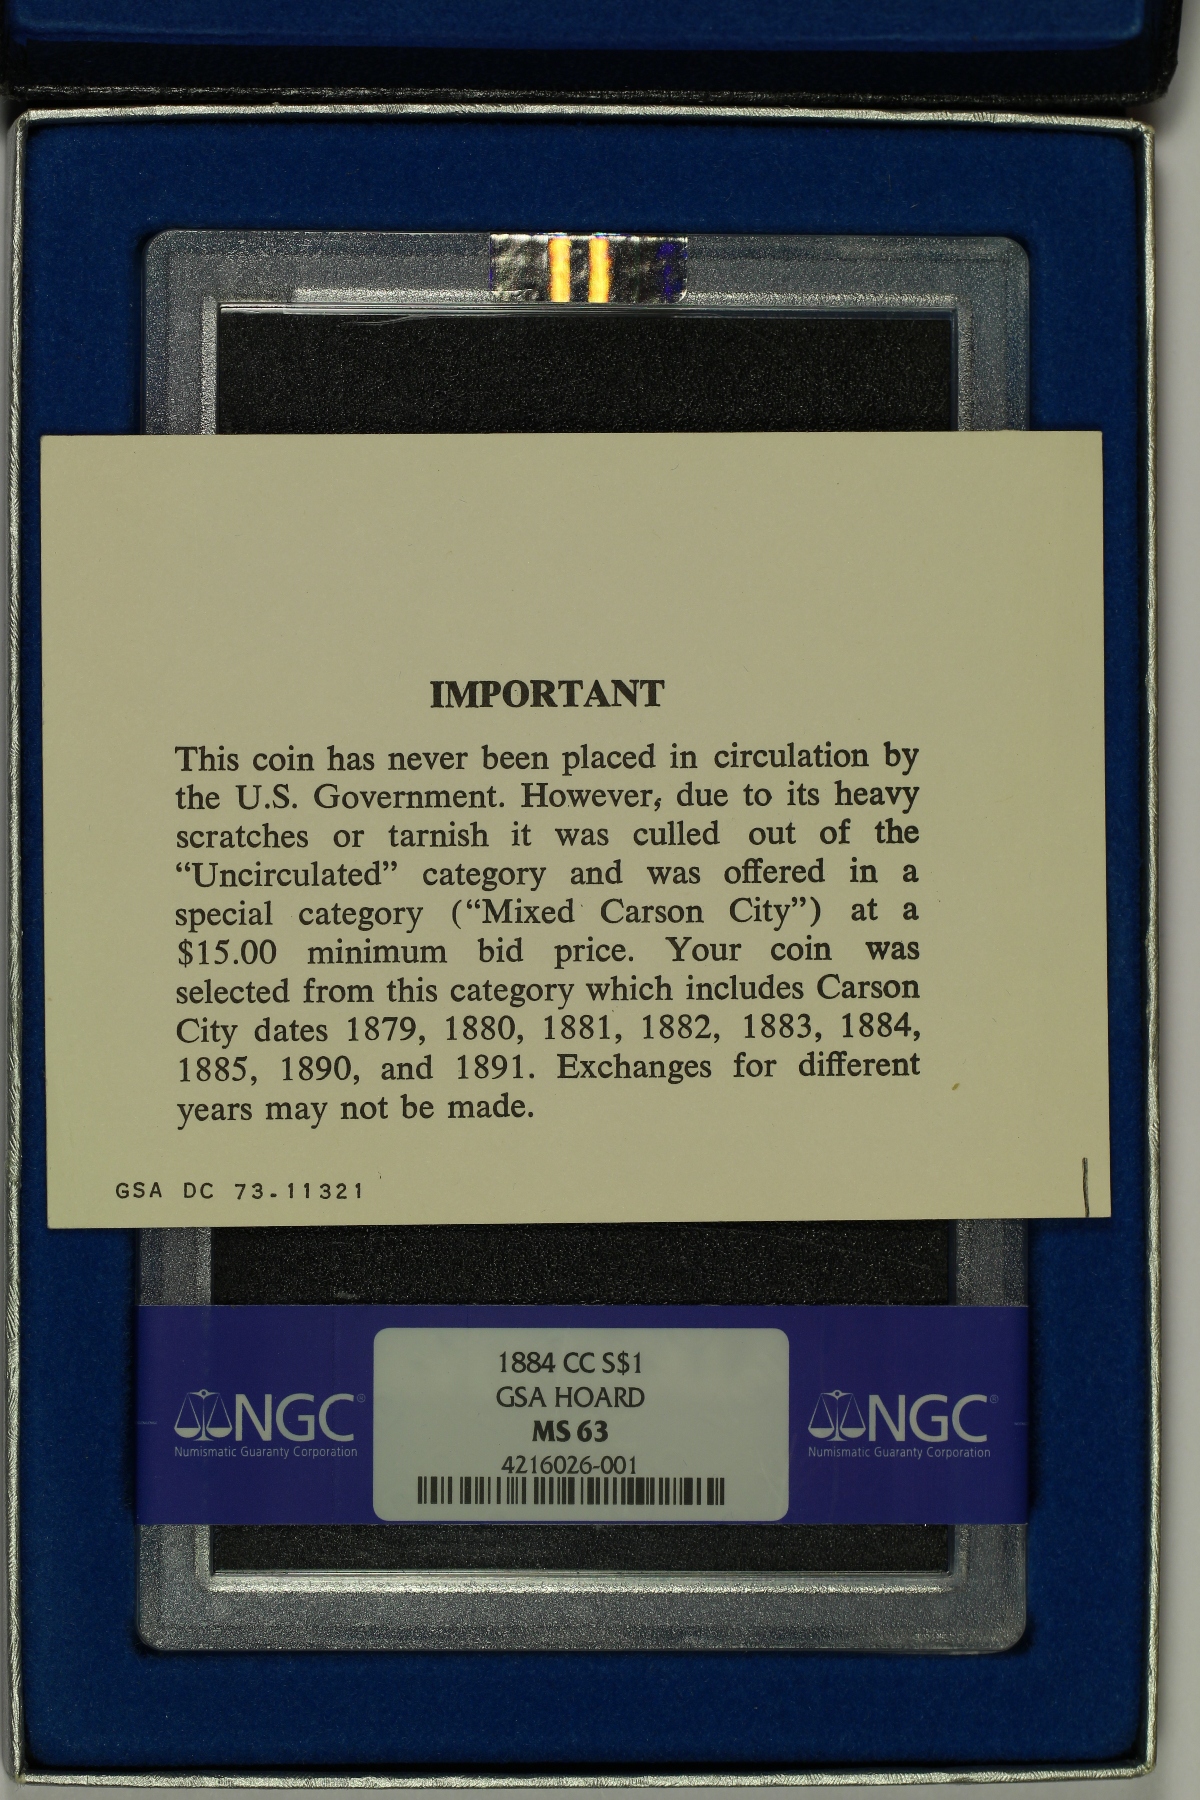 IMPORTANT
This coin has never been placed in circulation by
the U.S. Government. However, due to its heavy
scratches or tarnish it was culled out of the
“Uncirculated” category and was offered in a
special category (“Mixed Carson City”) at a
$15.00 minimum bid price. Your coin was
selected from this category which includes Carson
City dates 1879, 1880, 1881, 1882, 1883, 1884,
1885, 1890, and 1891. Exchanges for different
years may not be made.
GSA DC 73-11321
NGC®
Numismatic Guaranty Corporation
1884 CC S$1
GSA HOARD
MS 63
4216026-001
NGC®
Numismatic Guaranty Corporation